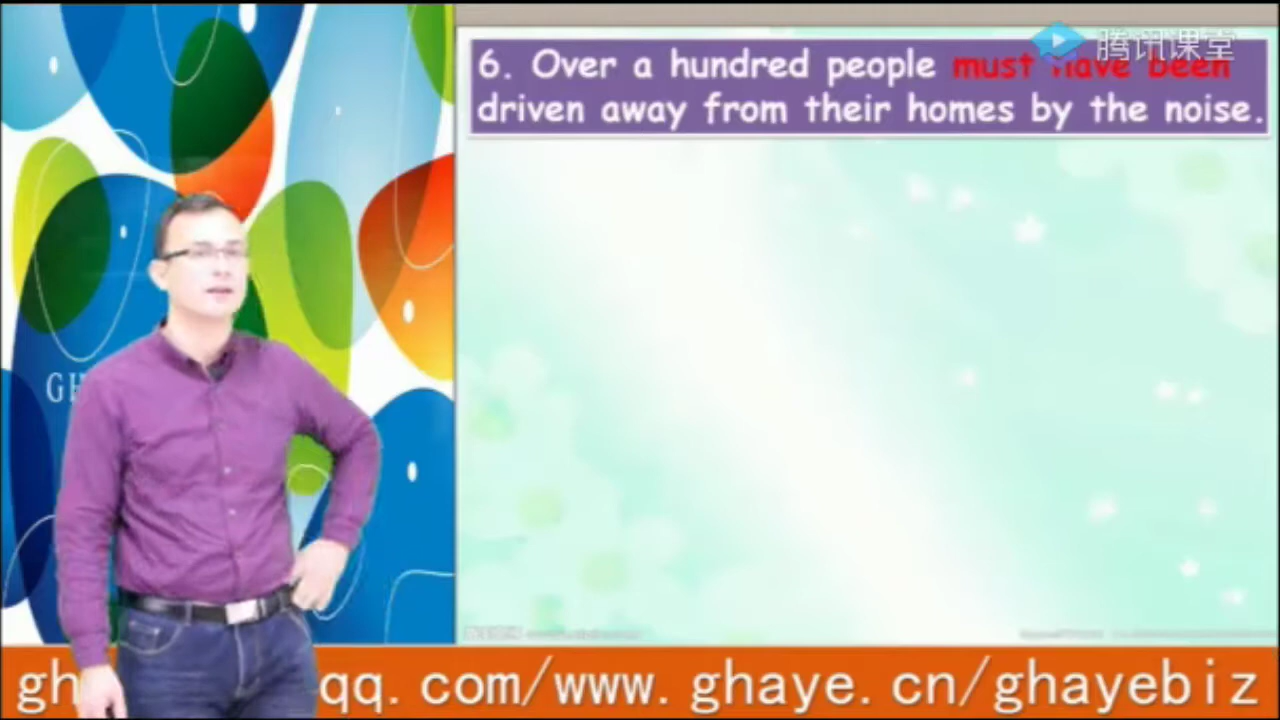 腾讯课堂
6. Over a hundred people must have been
driven away from their homes by the noise.
GH
gh qq.com/www.ghaye.cn/ghayebiz